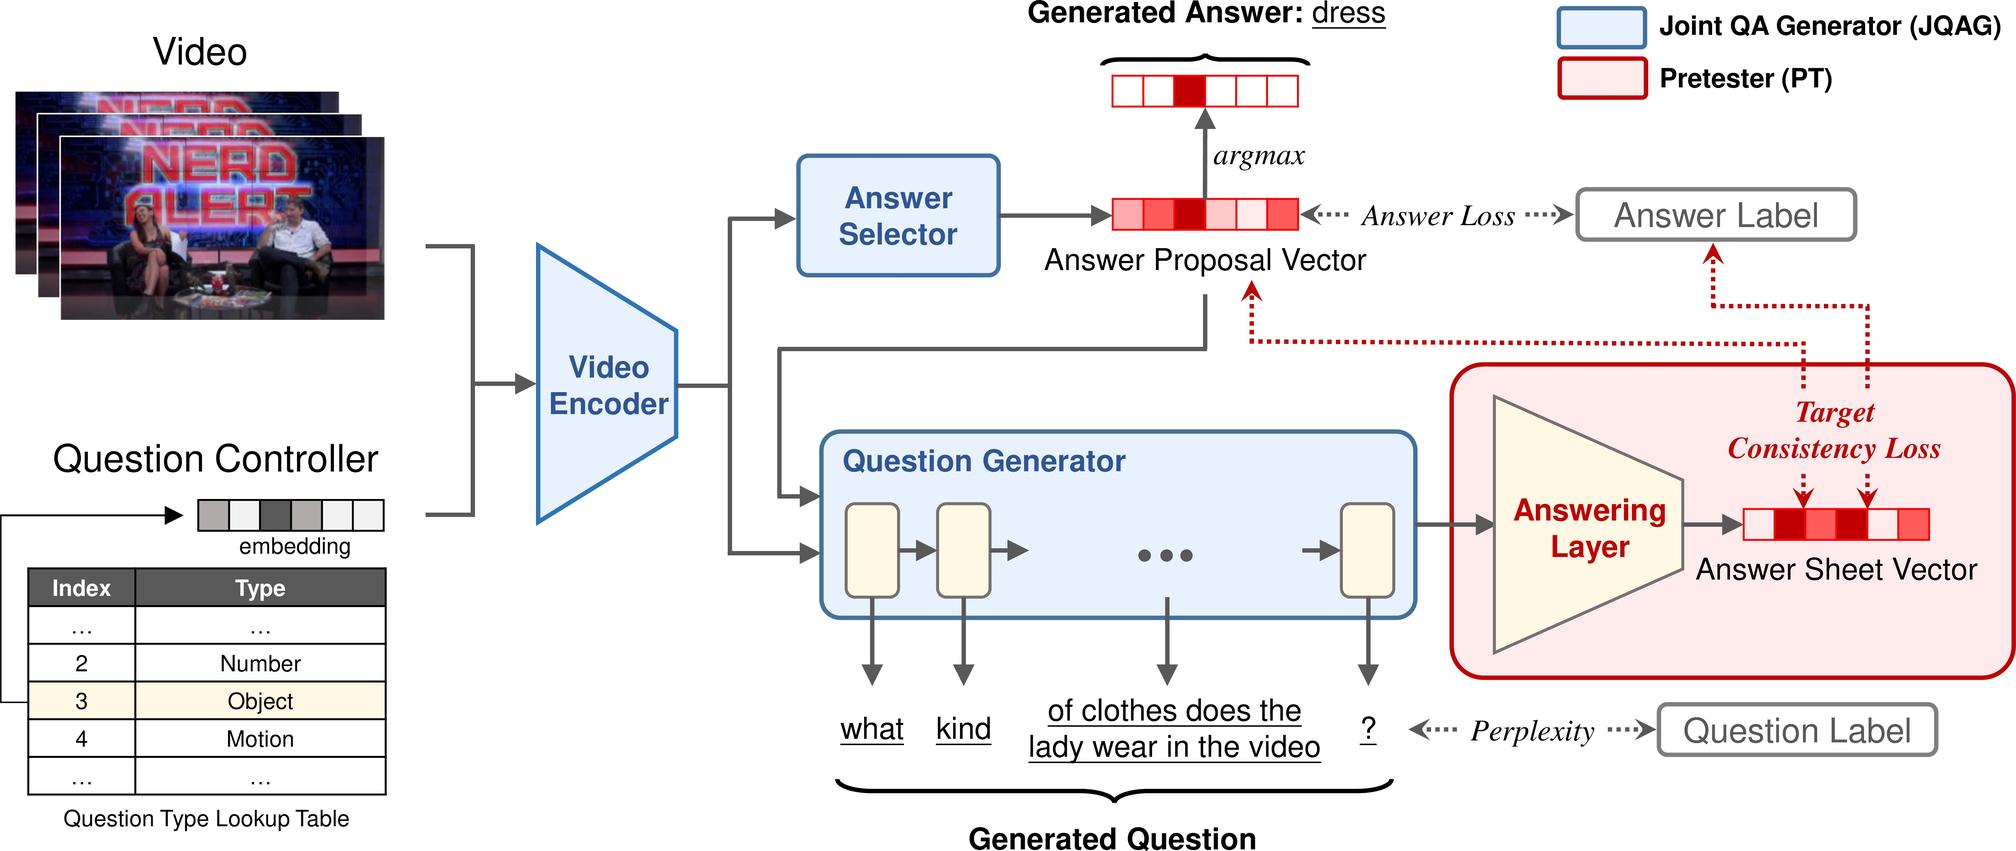 Generated Answer: dress
Joint QA Generator (JQAG)
Pretester (PT)
Video
NERD
NERD
NERD
ALERT
argmax
Answer
Selector
Answer Loss
Answer Label
Answer Proposal Vector
Video
Encoder
Question Controller
embedding
Index Type
... ...
2 Number
3 Object
4 Motion
... ...
Question Type Lookup Table
Question Generator
...
Target
Consistency Loss
Answering
Layer
Answer Sheet Vector
what kind of clothes does the
lady wear in the video ?
Perplexity
Question Label
Generated Question